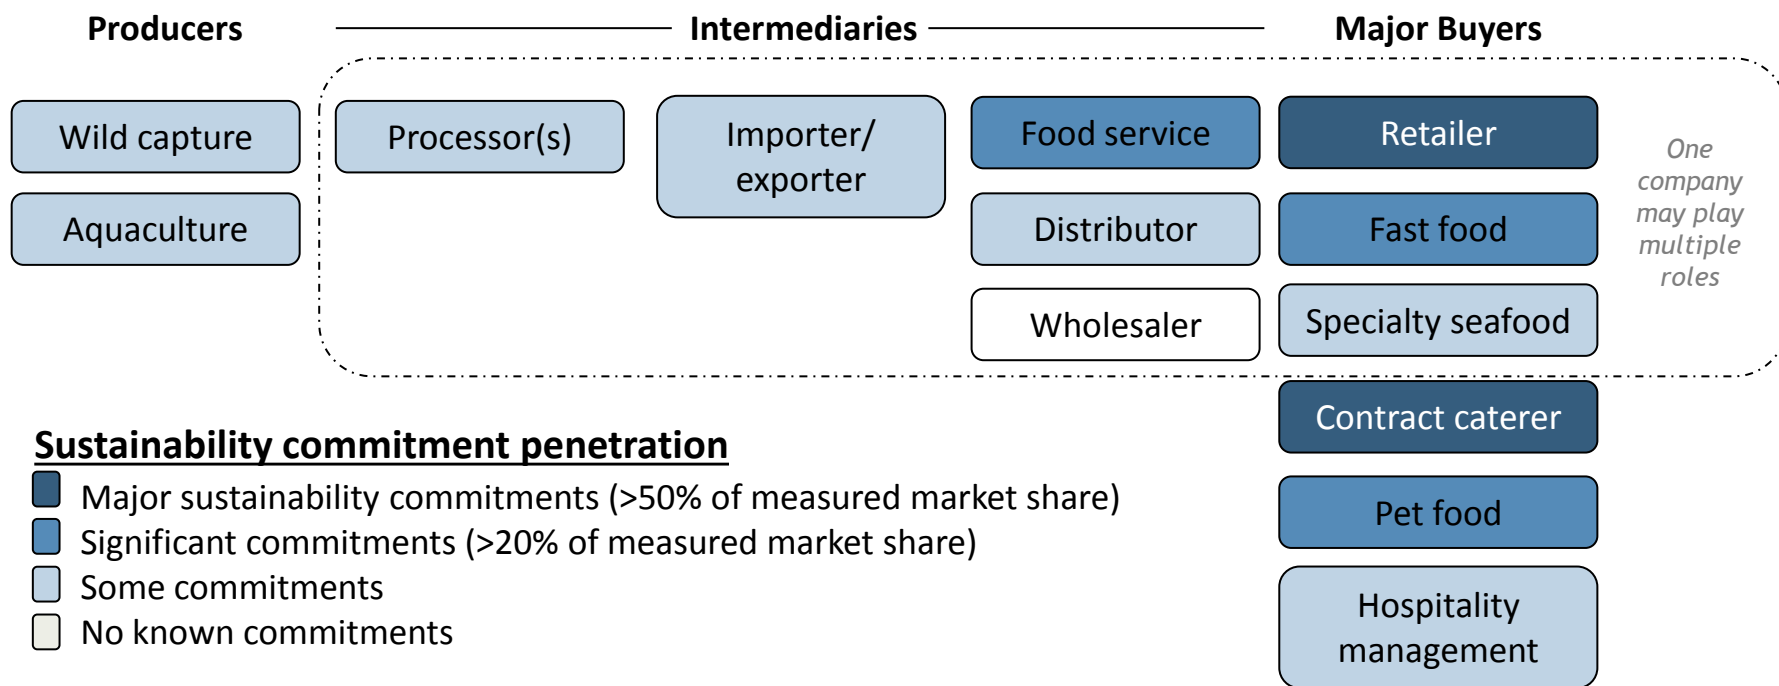 Producers
Intermediaries
Major Buyers
Wild capture
Aquaculture
Processor(s)
Importer/
exporter
Food service
Distributor
Wholesaler
Retailer
Fast food
Specialty seafood
Contract caterer
Pet food
Hospitality
management
One
company
may play
multiple
roles
Sustainability commitment penetration
Major sustainability commitments (>50% of measured market share)
Significant commitments (>20% of measured market share)
Some commitments
No known commitments